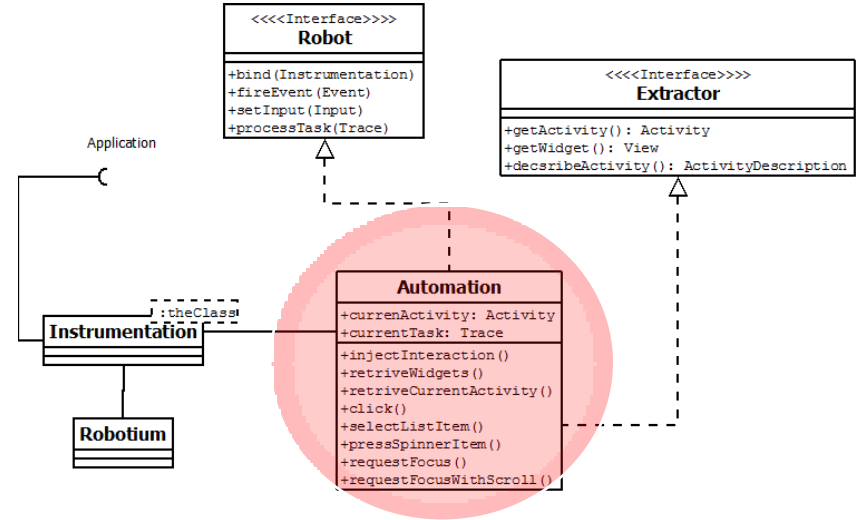 <<<<Interface>>>>
Robot
+bind(Instrumentation)
+fireEvent(Event)
+setInput(Input)
+processTask(Trace)
<<<<Interface>>>>
Extractor
+getActivity(): Activity
+getWidget(): View
+decsribeActivity(): ActivityDescription
Application
:theClass
Instrumentation
Robotium
Automation
+currenActivity: Activity
+currentTask: Trace
+injectInteraction()
+retriveWidgets()
+retriveCurrentActivity()
+click()
+selectListItem()
+pressSpinnerItem()
+requestFocus()
+requestFocusWithScroll()